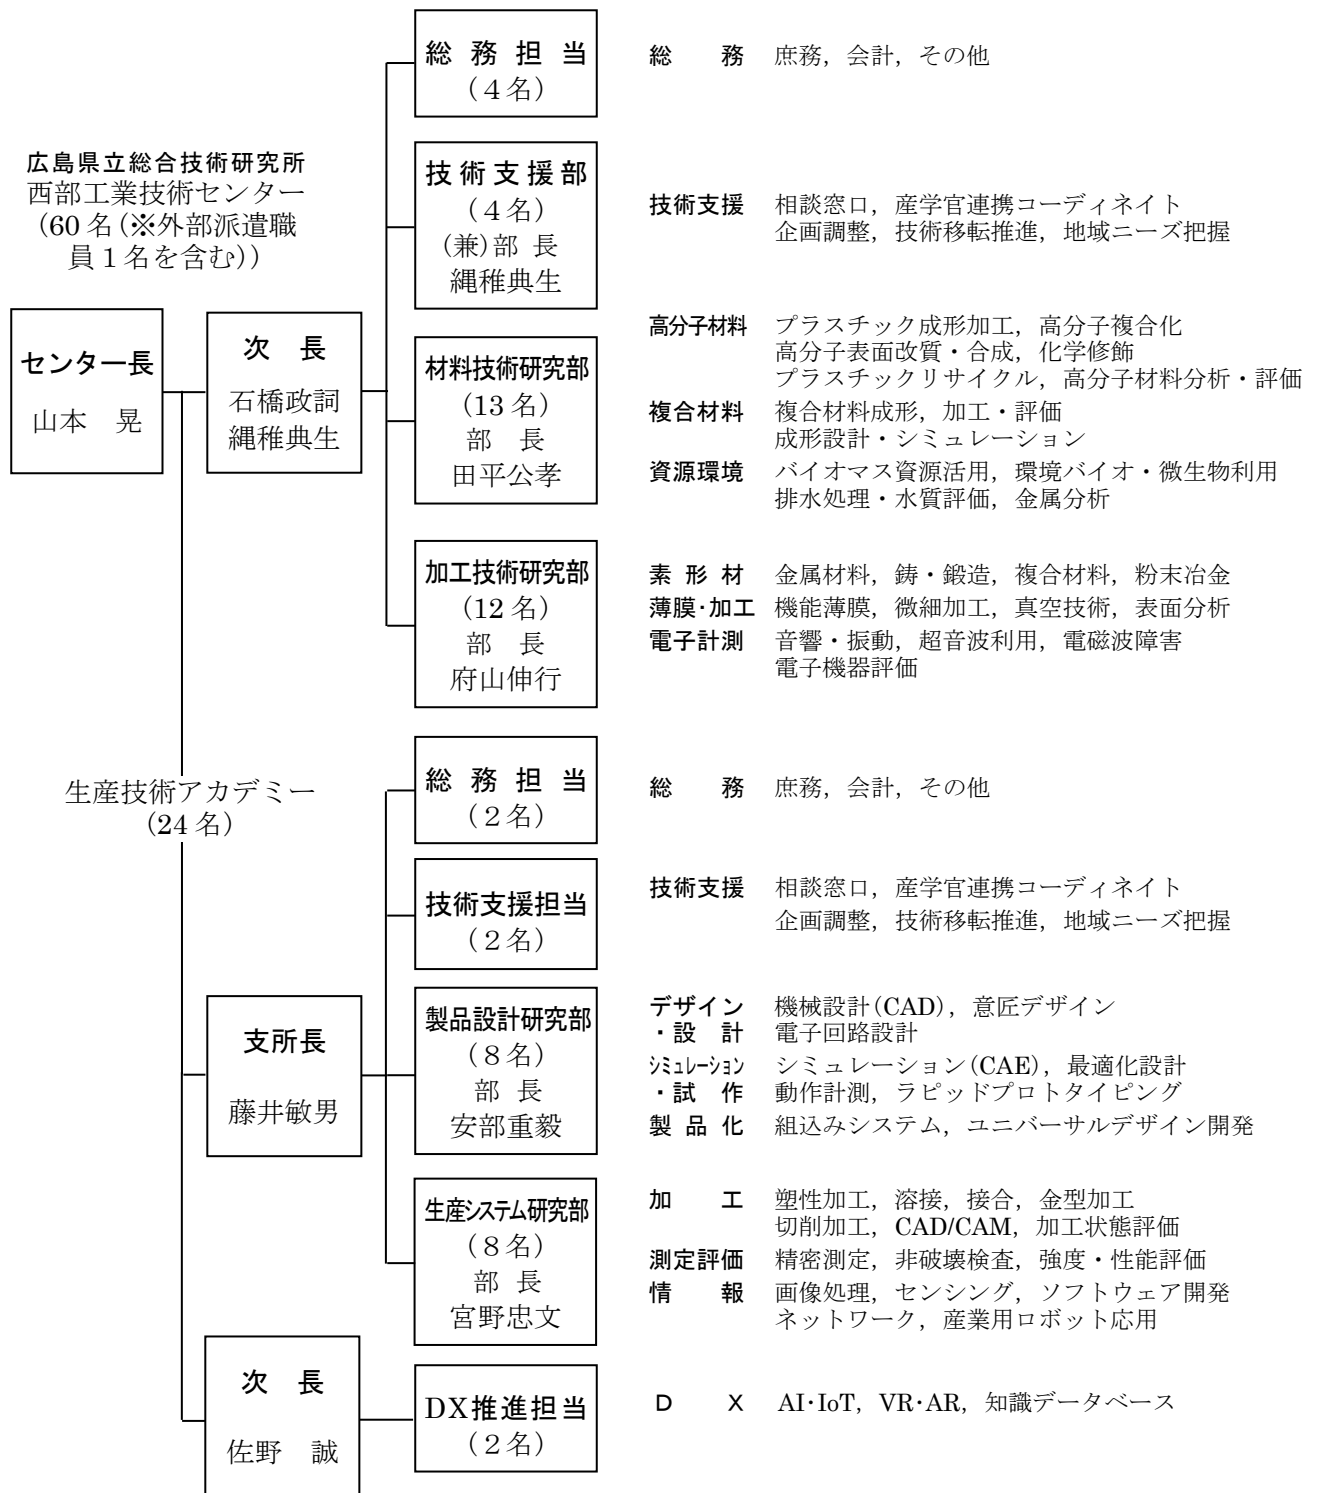 総務担当
(４名)
総務 庶務，会計，その他
広島県立総合技術研究所
西部工業技術センター
(60名(※外部派遣職
員１名を含む))
技術支援部
(４名)
(兼)部 長
縄稚典生
技術支援 相談窓口，産学官連携コーディネイト
企画調整，技術移転推進，地域ニーズ把握
センター長
山本 晃
次 長
石橋政詞
縄稚典生
材料技術研究部
(13名)
部 長
田平公孝
高分子材料 プラスチック成形加工，高分子複合化
高分子表面改質・合成，化学修飾
プラスチックリサイクル，高分子材料分析・評価
複合材料 複合材料成形，加工・評価
成形設計・シミュレーション
資源環境 バイオマス資源活用，環境バイオ・微生物利用
排水処理・水質評価，金属分析
加工技術研究部
(12名)
部 長
府山伸行
素形材 金属材料，鋳・鍛造，複合材料，粉末冶金
薄膜・加工 機能薄膜，微細加工，真空技術，表面分析
電子計測 音響・振動，超音波利用，電磁波障害
電子機器評価
生産技術アカデミー
(24名)
総務担当
(２名)
総務 庶務，会計，その他
技術支援担当
(２名)
技術支援 相談窓口，産学官連携コーディネイト
企画調整，技術移転推進，地域ニーズ把握
支所長
藤井敏男
製品設計研究部
(８名)
部 長
安部重毅
デザイン 機械設計(CAD)，意匠デザイン
・設 計 電子回路設計
ｼﾐｭﾚｰｼｮﾝ シミュレーション(CAE)，最適化設計
・試 作 動作計測，ラピッドプロトタイピング
製品化 組込みシステム，ユニバーサルデザイン開発
生産システム研究部
(８名)
部 長
宮野忠文
加工 塑性加工，溶接，接合，金型加工
切削加工，CAD/CAM，加工状態評価
測定評価 精密測定，非破壊検査，強度・性能評価
情報 画像処理，センシング，ソフトウェア開発
ネットワーク，産業用ロボット応用
次 長
佐野 誠
DX推進担当
(２名)
ＤＸ AI･IoT，VR･AR，知識データベース